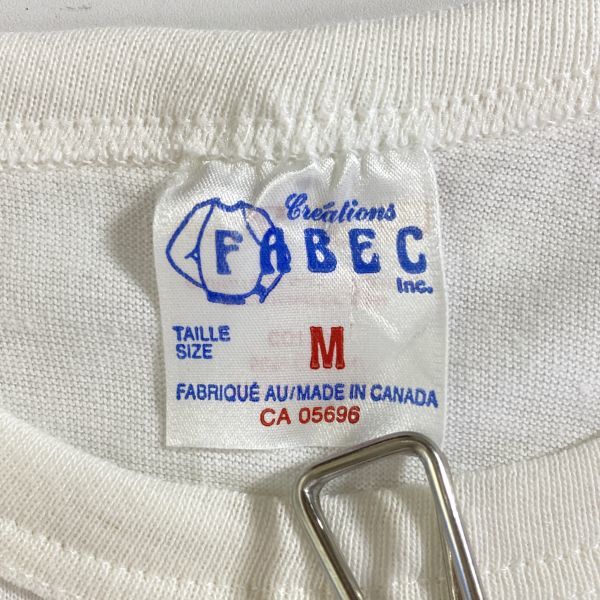 Créations
FABEC
Inc.
TAILLE
SIZE
M
FABRIQUÉ AU/MADE IN CANADA
CA 05696